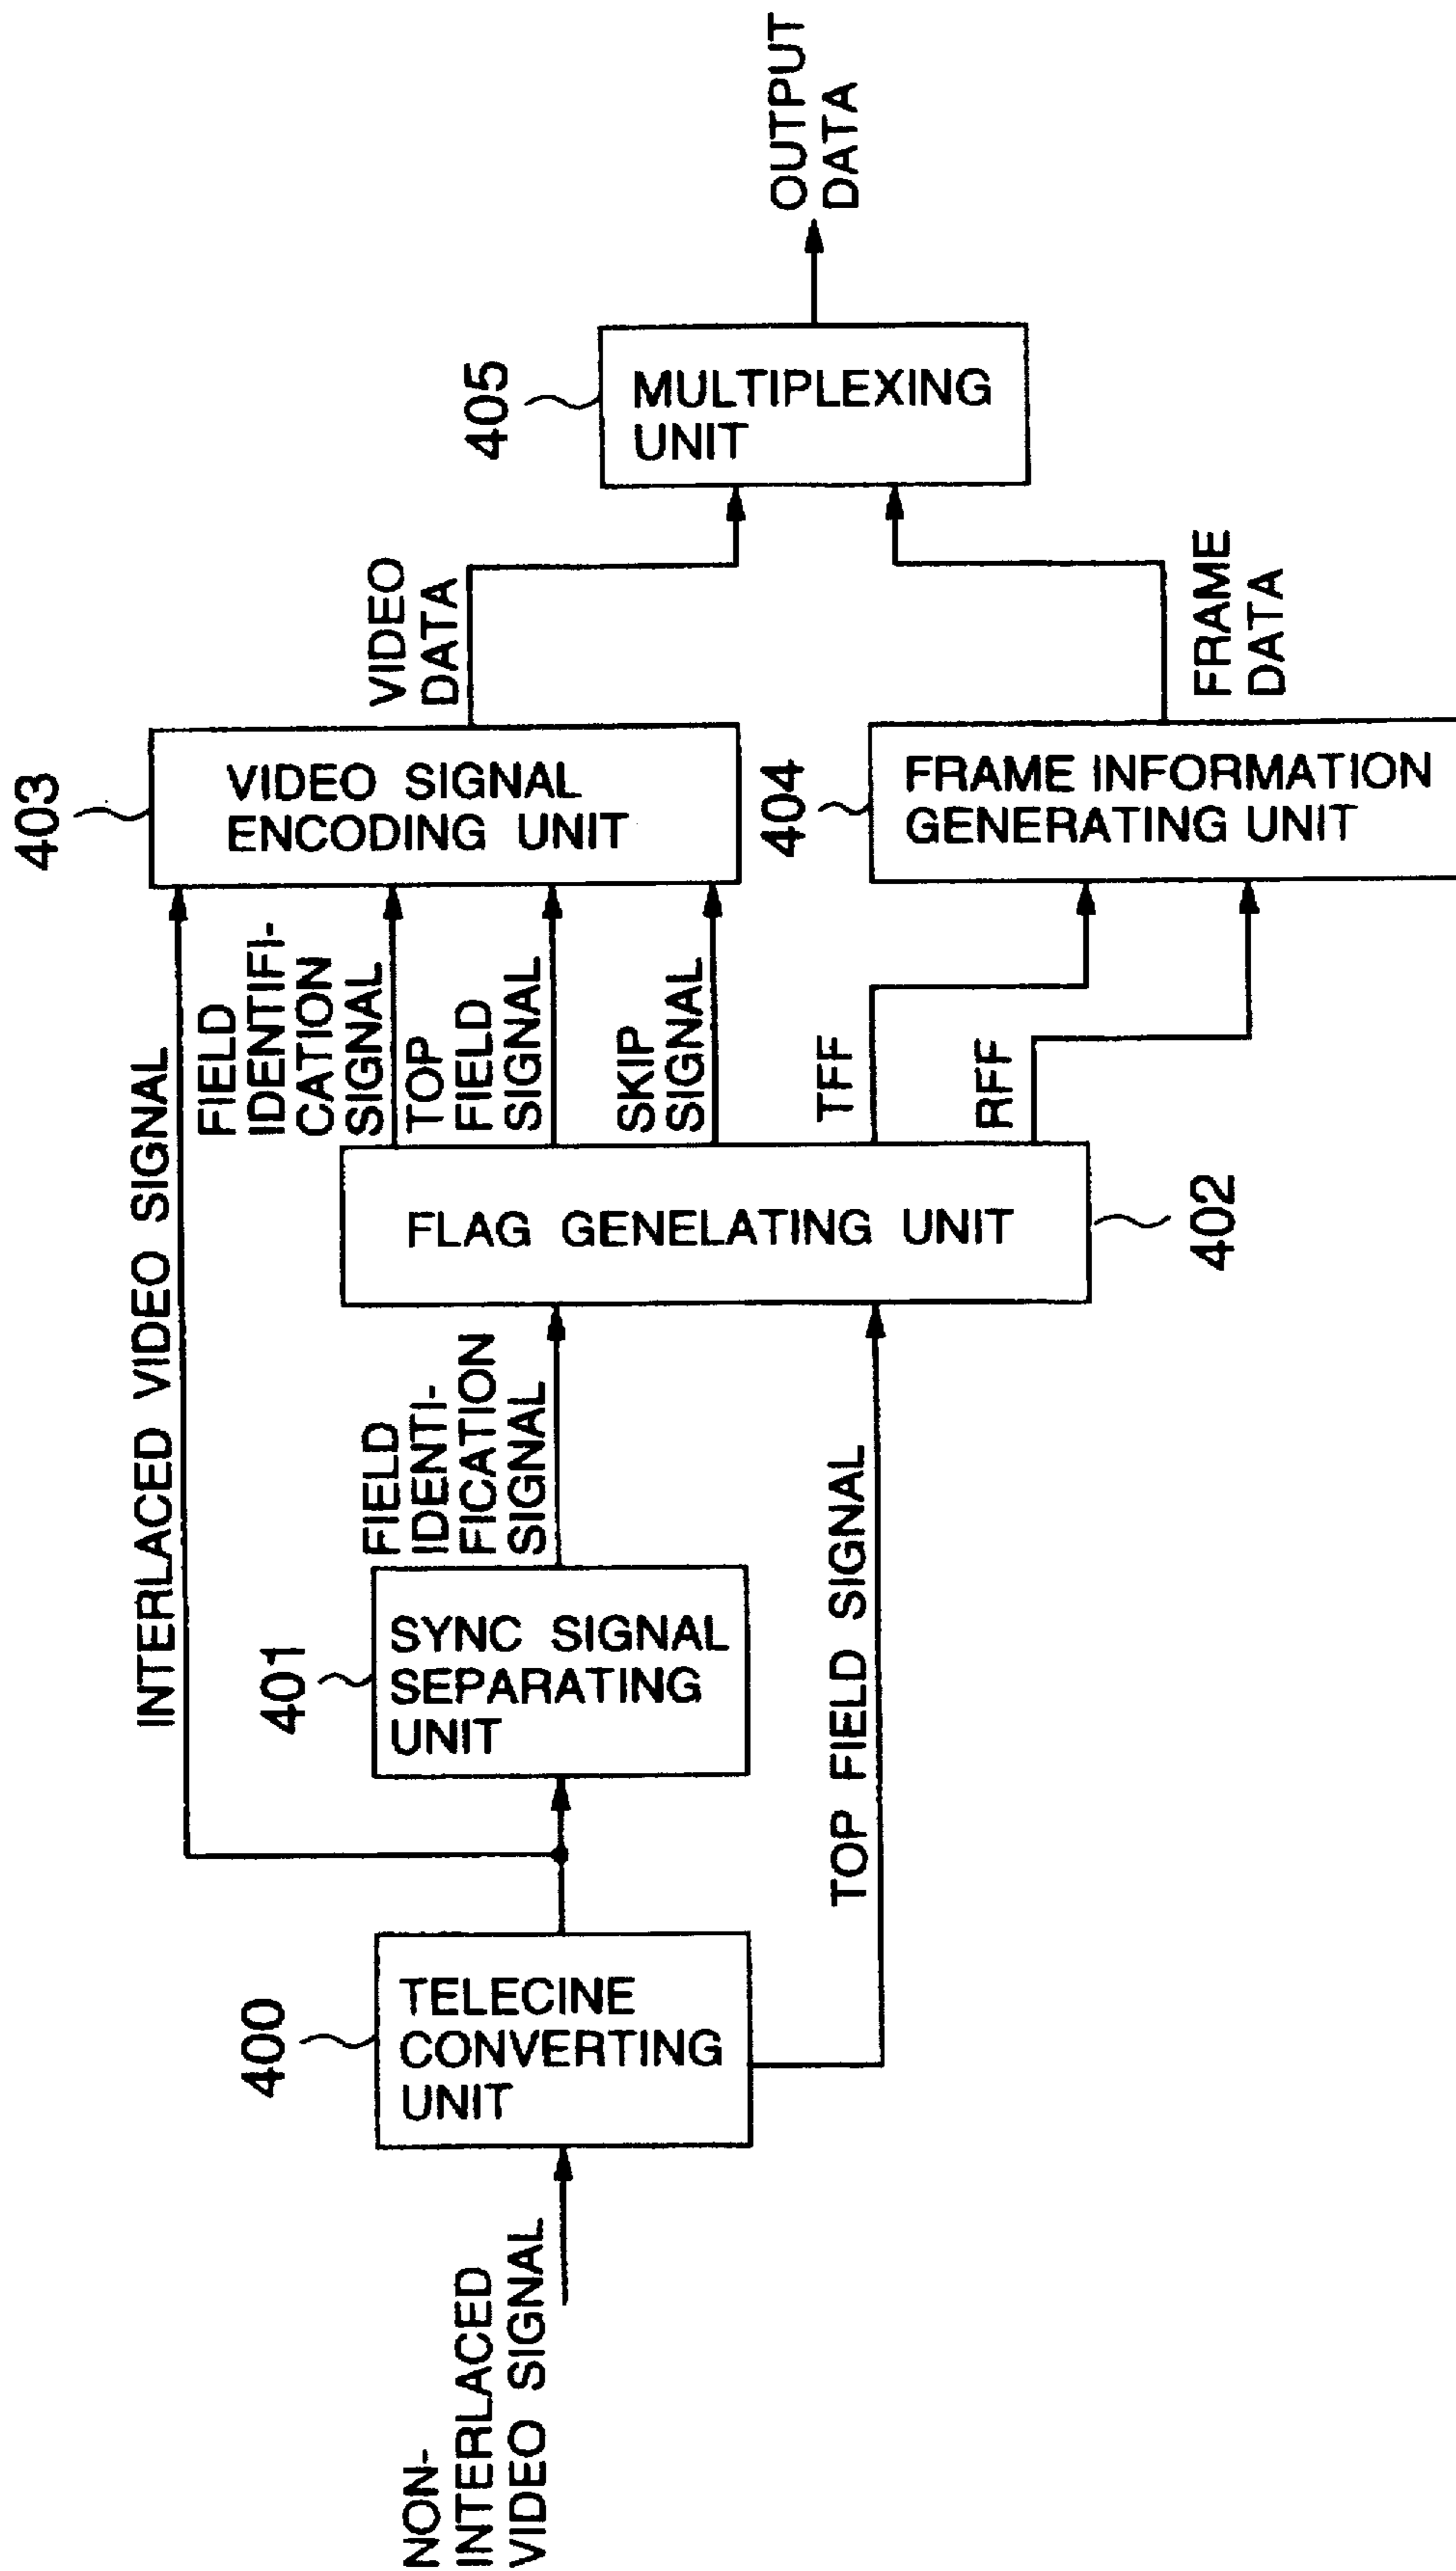 NON-
INTERLACED
VIDEO SIGNAL
400
TELECINE
CONVERTING
UNIT
INTERLACED VIDEO SIGNAL
401
SYNC SIGNAL
SEPARATING
UNIT
TOP FIELD SIGNAL
FIELD
IDENTI-
FICATION
SIGNAL
FLAG GENELATING UNIT
402
FIELD
IDENTIFI-
CATION
SIGNAL
TOP
FIELD
SIGNAL
SKIP
SIGNAL
TFF
RFF
403
VIDEO SIGNAL
ENCODING UNIT
404
FRAME INFORMATION
GENERATING UNIT
VIDEO
DATA
FRAME
DATA
405
MULTIPLEXING
UNIT
OUTPUT
DATA